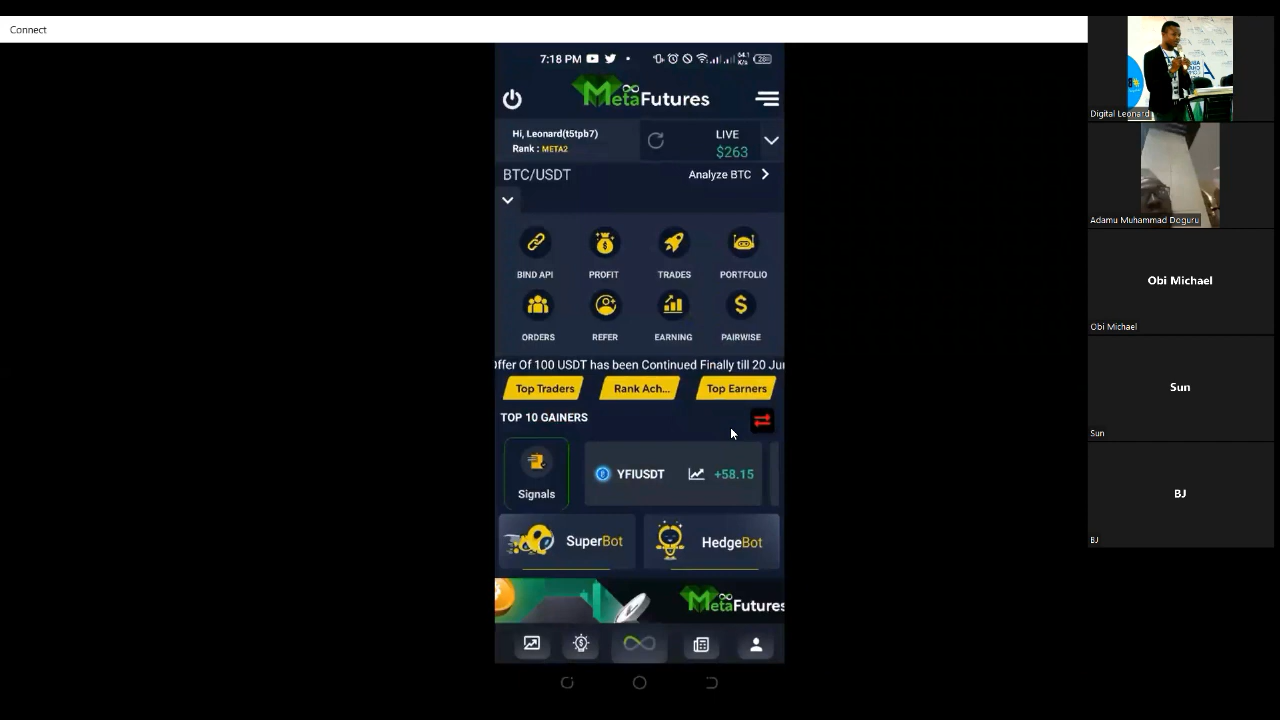 Connect
7:18 PM
64.1
K/s
28
MetaFutures
Hi, Leonard(t5tpb7)
Rank : META2
LIVE
$263
BTC/USDT
Analyze BTC
BIND API
PROFIT
TRADES
PORTFOLIO
ORDERS
REFER
EARNING
PAIRWISE
Offer Of 100 USDT has been Continued Finally till 20 Jun
Top Traders
Rank Ach...
Top Earners
TOP 10 GAINERS
Signals
YFIUSDT
+58.15
SuperBot
HedgeBot
MetaFutures
Digital Leonard
Adamu Muhammad Doguru
Obi Michael
Obi Michael
Sun
Sun
BJ
BJ